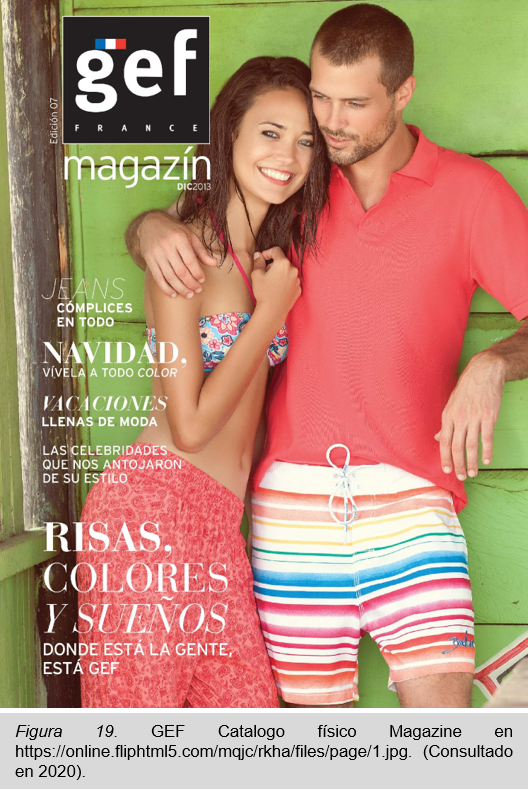 gef
FRANCE
Edición 07
magazín
DIC2013
JEANS
CÓMPLICES
EN TODO
NAVIDAD,
VÍVELA A TODO COLOR
VACACIONES
LLENAS DE MODA
LAS CELEBRIDADES
QUE NOS ANTOJARON
DE SU ESTILO
RISAS,
COLORES
Y SUEÑOS
DONDE ESTÁ LA GENTE,
ESTÁ GEF
Figura 19. GEF Catalogo físico Magazine en
https://online.fliphtml5.com/mqjc/rkha/files/page/1.jpg. (Consultado
en 2020).